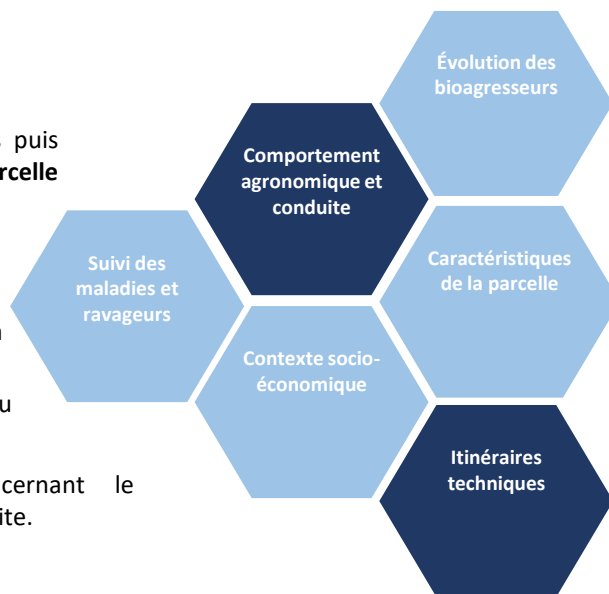 Évolution des
bioagresseurs
puis
rcelle
Comportement
agronomique et
conduite
Suivi des
maladies et
ravageurs
Caractéristiques
de la parcelle
Contexte socio-
économique
u
cernant le
ite.
Itinéraires
techniques